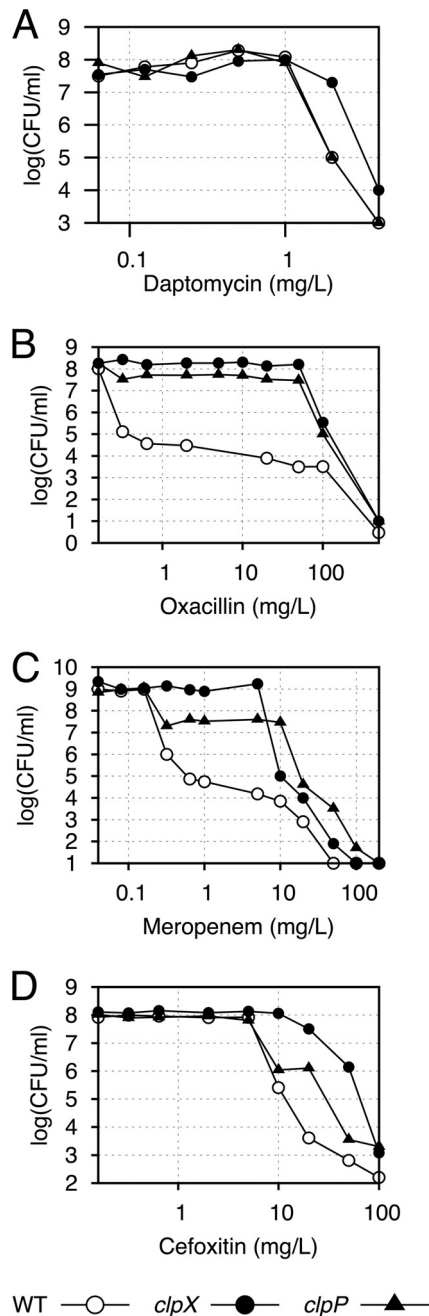 A
9
8
7
6
5
4
3
log(CFU/ml)
0.1 1
Daptomycin (mg/L)
B
9
8
7
6
5
4
3
2
1
0
log(CFU/ml)
1 10 100
Oxacillin (mg/L)
C
10
9
8
7
6
5
4
3
2
1
log(CFU/ml)
0.1 1 10 100
Meropenem (mg/L)
D
9
8
7
6
5
4
3
2
log(CFU/ml)
1 10 100
Cefoxitin (mg/L)
WT clpX clpP